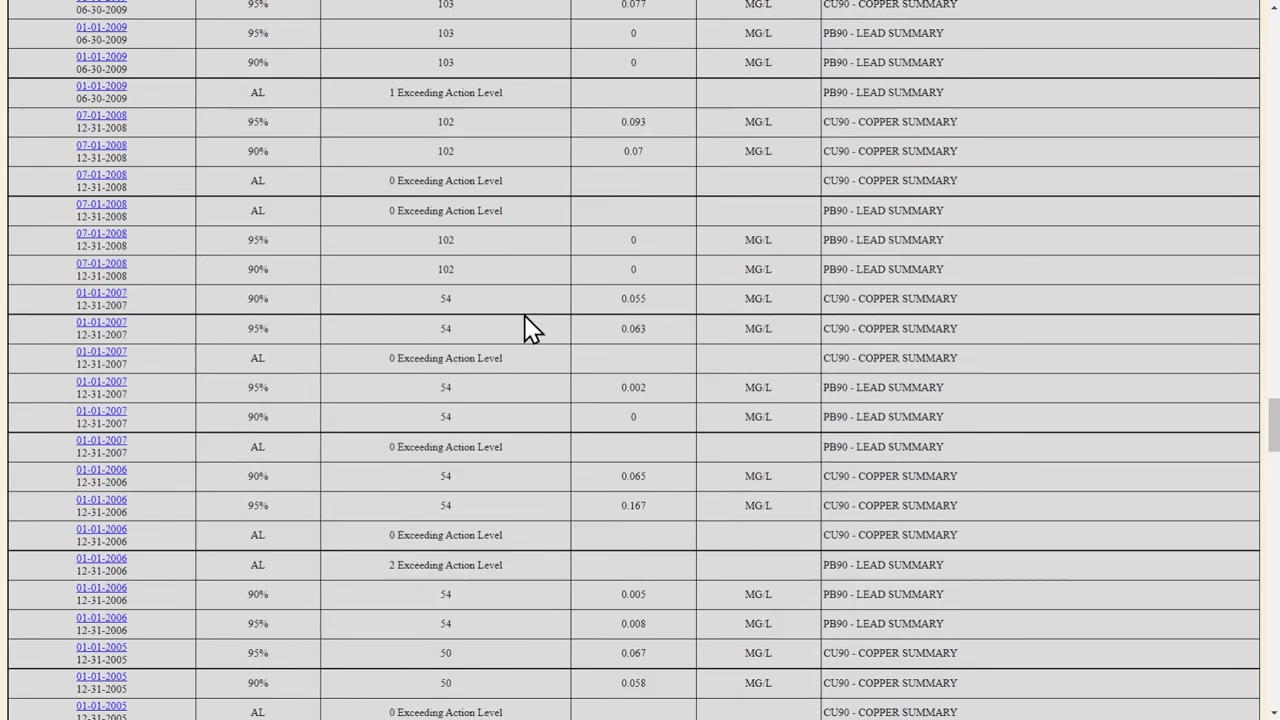 06-30-2009 95% 103 0.077 MG/L CU90 - COPPER SUMMARY
01-01-2009
06-30-2009 95% 103 0 MG/L PB90 - LEAD SUMMARY
01-01-2009
06-30-2009 90% 103 0 MG/L PB90 - LEAD SUMMARY
01-01-2009
06-30-2009 AL 1 Exceeding Action Level PB90 - LEAD SUMMARY
07-01-2008
12-31-2008 95% 102 0.093 MG/L CU90 - COPPER SUMMARY
07-01-2008
12-31-2008 90% 102 0.07 MG/L CU90 - COPPER SUMMARY
07-01-2008
12-31-2008 AL 0 Exceeding Action Level CU90 - COPPER SUMMARY
07-01-2008
12-31-2008 AL 0 Exceeding Action Level PB90 - LEAD SUMMARY
07-01-2008
12-31-2008 95% 102 0 MG/L PB90 - LEAD SUMMARY
07-01-2008
12-31-2008 90% 102 0 MG/L PB90 - LEAD SUMMARY
01-01-2007
12-31-2007 90% 54 0.055 MG/L CU90 - COPPER SUMMARY
01-01-2007
12-31-2007 95% 54 0.063 MG/L CU90 - COPPER SUMMARY
01-01-2007
12-31-2007 AL 0 Exceeding Action Level CU90 - COPPER SUMMARY
01-01-2007
12-31-2007 95% 54 0.002 MG/L PB90 - LEAD SUMMARY
01-01-2007
12-31-2007 90% 54 0 MG/L PB90 - LEAD SUMMARY
01-01-2007
12-31-2007 AL 0 Exceeding Action Level PB90 - LEAD SUMMARY
01-01-2006
12-31-2006 90% 54 0.065 MG/L CU90 - COPPER SUMMARY
01-01-2006
12-31-2006 95% 54 0.167 MG/L CU90 - COPPER SUMMARY
01-01-2006
12-31-2006 AL 0 Exceeding Action Level CU90 - COPPER SUMMARY
01-01-2006
12-31-2006 AL 2 Exceeding Action Level PB90 - LEAD SUMMARY
01-01-2006
12-31-2006 90% 54 0.005 MG/L PB90 - LEAD SUMMARY
01-01-2006
12-31-2006 95% 54 0.008 MG/L PB90 - LEAD SUMMARY
01-01-2005
12-31-2005 95% 50 0.067 MG/L CU90 - COPPER SUMMARY
01-01-2005
12-31-2005 90% 50 0.058 MG/L CU90 - COPPER SUMMARY
01-01-2005
12-31-2005 AL 0 Exceeding Action Level CU90 - COPPER SUMMARY